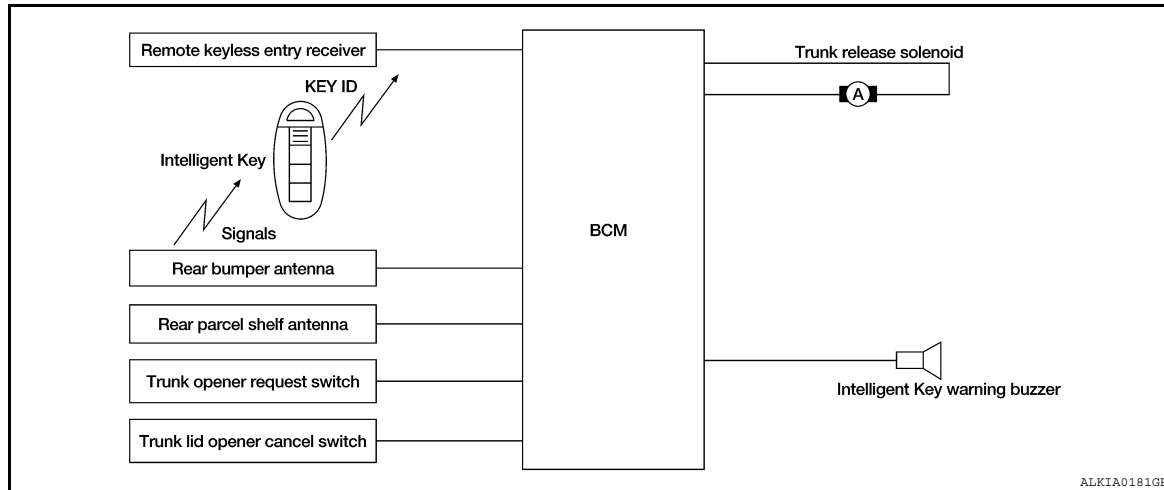 Remote keyless entry receiver
KEY ID
Intelligent Key
Signals
Rear bumper antenna
Rear parcel shelf antenna
Trunk opener request switch
Trunk lid opener cancel switch
BCM
Trunk release solenoid
A
Intelligent Key warning buzzer